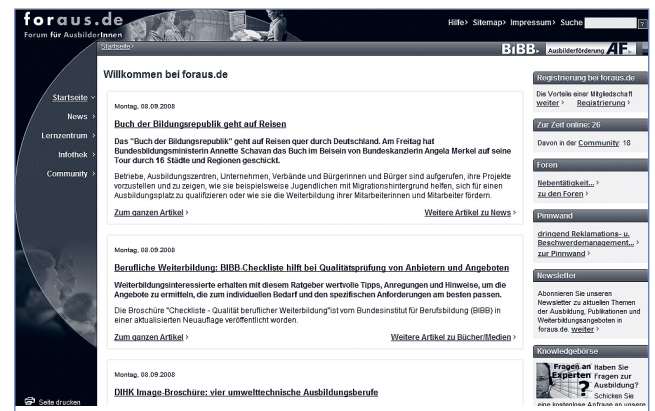 foraus.de
Forum für AusbilderInnen
Hilfe> Sitemap> Impressum> Suche
?
Startseite>
BiBB.
Ausbilderförderung AF
Startseite
News >
Lernzentrum >
Infothek >
Community >
Seite drucken
Willkommen bei foraus.de
Montag, 08.09.2008
Buch der Bildungsrepublik geht auf Reisen
Das "Buch der Bildungsrepublik" geht auf Reisen quer durch Deutschland. Am Freitag hat
Bundesbildungsministerin Annette Schavan das Buch im Beisein von Bundeskanzlerin Angela Merkel auf seine
Tour durch 16 Städte und Regionen geschickt.
Betriebe, Ausbildungszentren, Unternehmen, Verbände und Bürgerinnen und Bürger sind aufgerufen, ihre Projekte
vorzustellen und zu zeigen, wie sie beispielsweise Jugendlichen mit Migrationshintergrund helfen, sich für einen
Ausbildungsplatz zu qualifizieren oder wie sie die Weiterbildung ihrer Mitarbeiterinnen und Mitarbeiter fördern.
Zum ganzen Artikel >
Weitere Artikel zu News >
Montag, 08.09.2008
Berufliche Weiterbildung: BIBB-Checkliste hilft bei Qualitätsprüfung von Anbietern und Angeboten
Weiterbildungsinteressierte erhalten mit diesem Ratgeber wertvolle Tipps, Anregungen und Hinweise, um die
Angebote zu ermitteln, die zum individuellen Bedarf und den spezifischen Anforderungen am besten passen.
Die Broschüre "Checkliste - Qualität beruflicher Weiterbildung"ist vom Bundesinstitut für Berufsbildung (BIBB) in
einer aktualisierten Neuauflage veröffentlicht worden.
Zum ganzen Artikel >
Weitere Artikel zu Bücher/Medien >
Montag, 08.09.2008
DIHK Image-Broschüre: vier umwelttechnische Ausbildungsberufe
Registrierung bei foraus.de
Die Vorteile einer Mitgliedschaft
weiter > Registrierung >
Zur Zeit online: 26
Davon in der Community: 18
Foren
Nebentätigkeit... >
zu den Foren >
Pinnwand
dringend Reklamations- u.
Beschwerdemanagement... >
zur Pinnwand >
Newsletter
Abonnieren Sie unseren
Newsletter zu aktuellen Themen
der Ausbildung, Publikationen und
Weiterbildungsangeboten in
foraus.de. weiter >
Knowledgebörse
Fragen an
Experten
?
Haben Sie
Fragen zur
Ausbildung?
Schicken Sie
eine kostenlose Anfrage an unsere